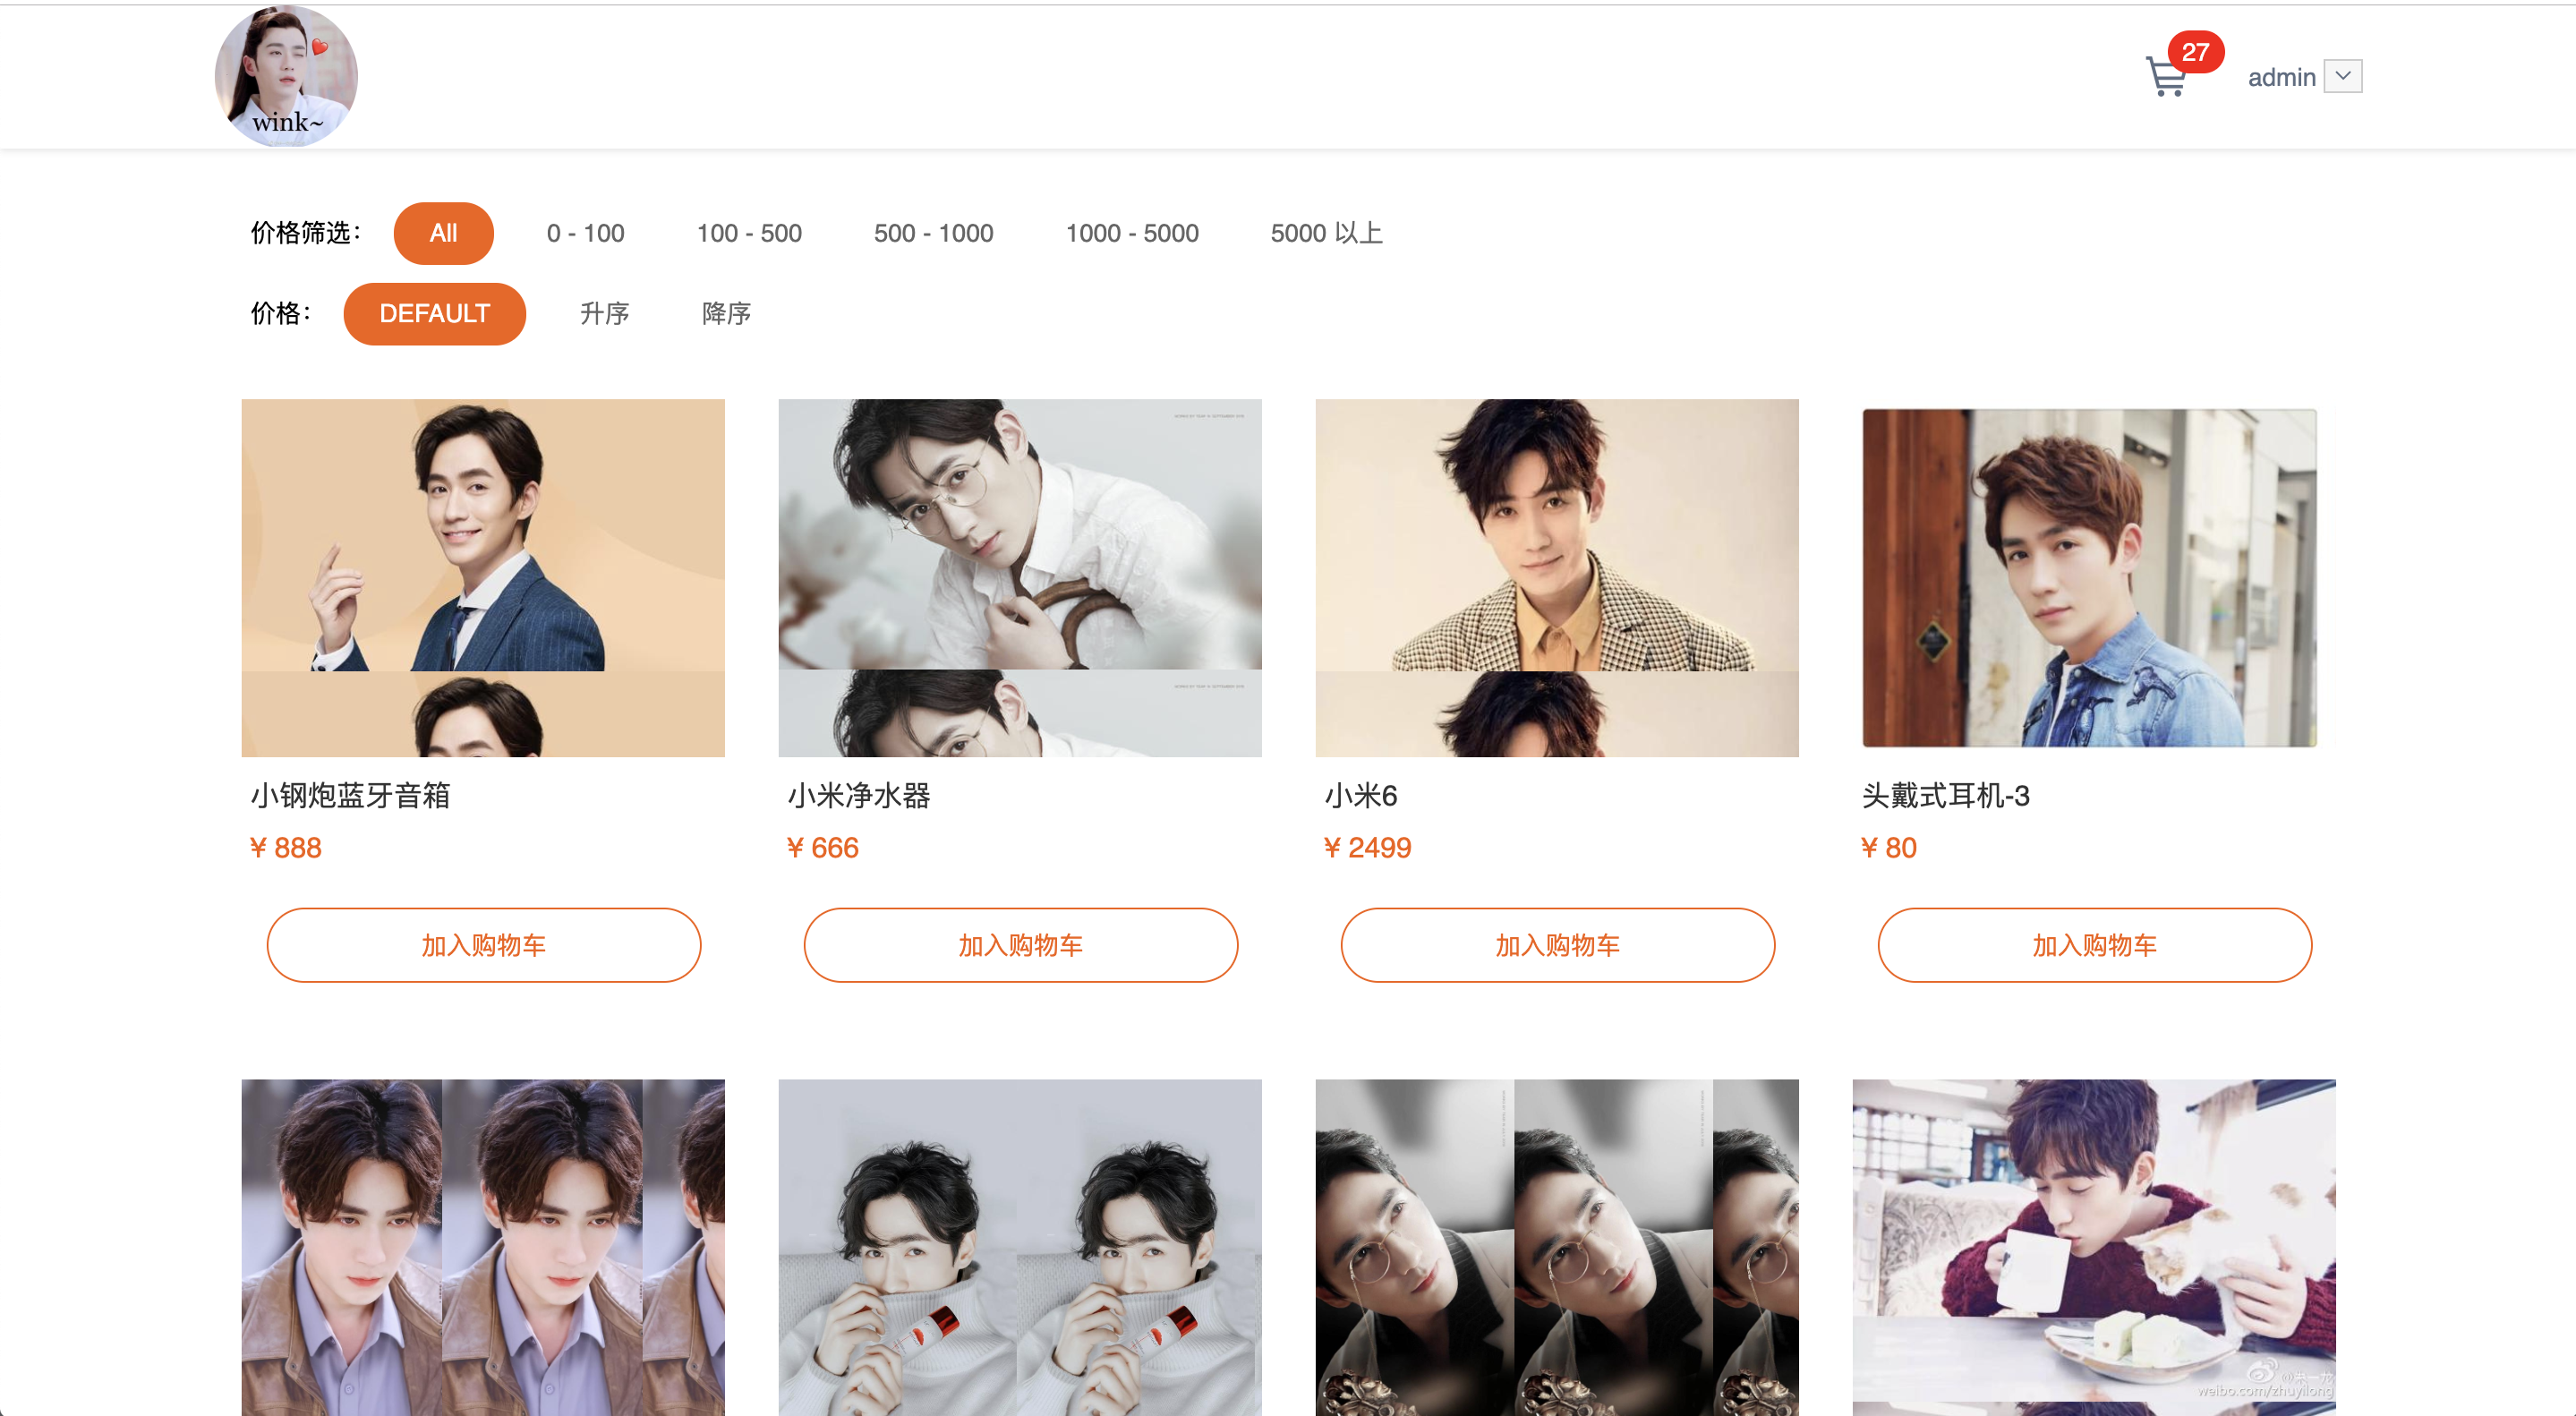 wink~
27
admin
价格筛选： All 0 - 100 100 - 500 500 - 1000 1000 - 5000 5000 以上
价格： DEFAULT 升序 降序
小钢炮蓝牙音箱
¥ 888
加入购物车
小米净水器
¥ 666
加入购物车
小米6
¥ 2499
加入购物车
头戴式耳机-3
¥ 80
加入购物车
weibo.com/zhuyilong